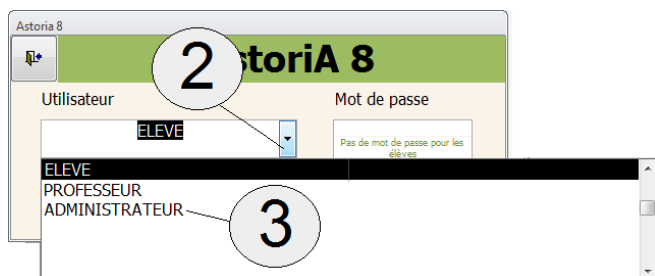 Astoria 8
storiA 8
2
Utilisateur
Mot de passe
ELEVE
Pas de mot de passe pour les
élèves
ELEVE
PROFESSEUR
ADMINISTRATEUR
3